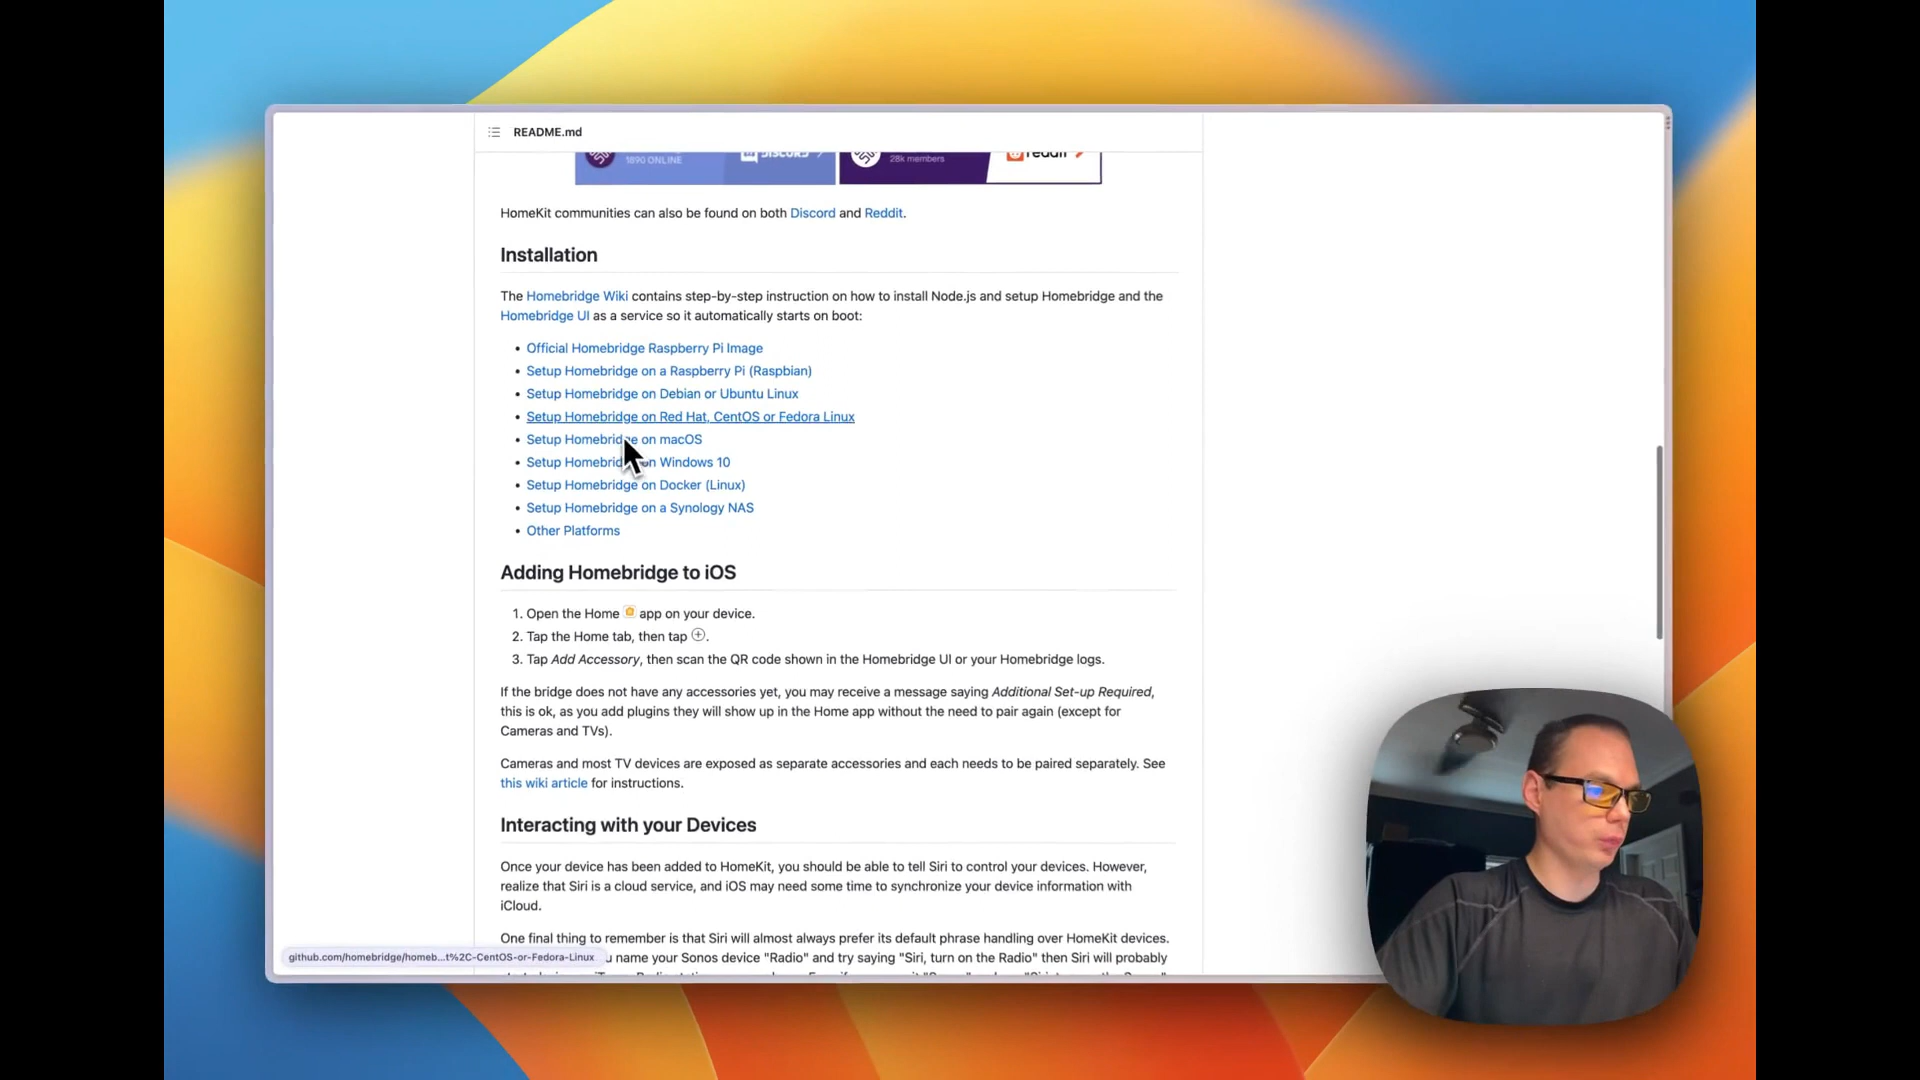 README.md
1890 ONLINE
28k members
reddit
HomeKit communities can also be found on both Discord and Reddit.
Installation
The Homebridge Wiki contains step-by-step instruction on how to install Node.js and setup Homebridge and the
Homebridge UI as a service so it automatically starts on boot:
• Official Homebridge Raspberry Pi Image
• Setup Homebridge on a Raspberry Pi (Raspbian)
• Setup Homebridge on Debian or Ubuntu Linux
• Setup Homebridge on Red Hat, CentOS or Fedora Linux
• Setup Homebridge on macOS
• Setup Homebridge on Windows 10
• Setup Homebridge on Docker (Linux)
• Setup Homebridge on a Synology NAS
• Other Platforms
Adding Homebridge to iOS
1. Open the Home app on your device.
2. Tap the Home tab, then tap ⊕.
3. Tap Add Accessory, then scan the QR code shown in the Homebridge UI or your Homebridge logs.
If the bridge does not have any accessories yet, you may receive a message saying Additional Set-up Required,
this is ok, as you add plugins they will show up in the Home app without the need to pair again (except for
Cameras and TVs).
Cameras and most TV devices are exposed as separate accessories and each needs to be paired separately. See
this wiki article for instructions.
Interacting with your Devices
Once your device has been added to HomeKit, you should be able to tell Siri to control your devices. However,
realize that Siri is a cloud service, and iOS may need some time to synchronize your device information with
iCloud.
One final thing to remember is that Siri will almost always prefer its default phrase handling over HomeKit devices.
github.com/homebridge/homeb...t%2C-CentOS-or-Fedora-Linux
name your Sonos device "Radio" and try saying "Siri, turn on the Radio" then Siri will probably